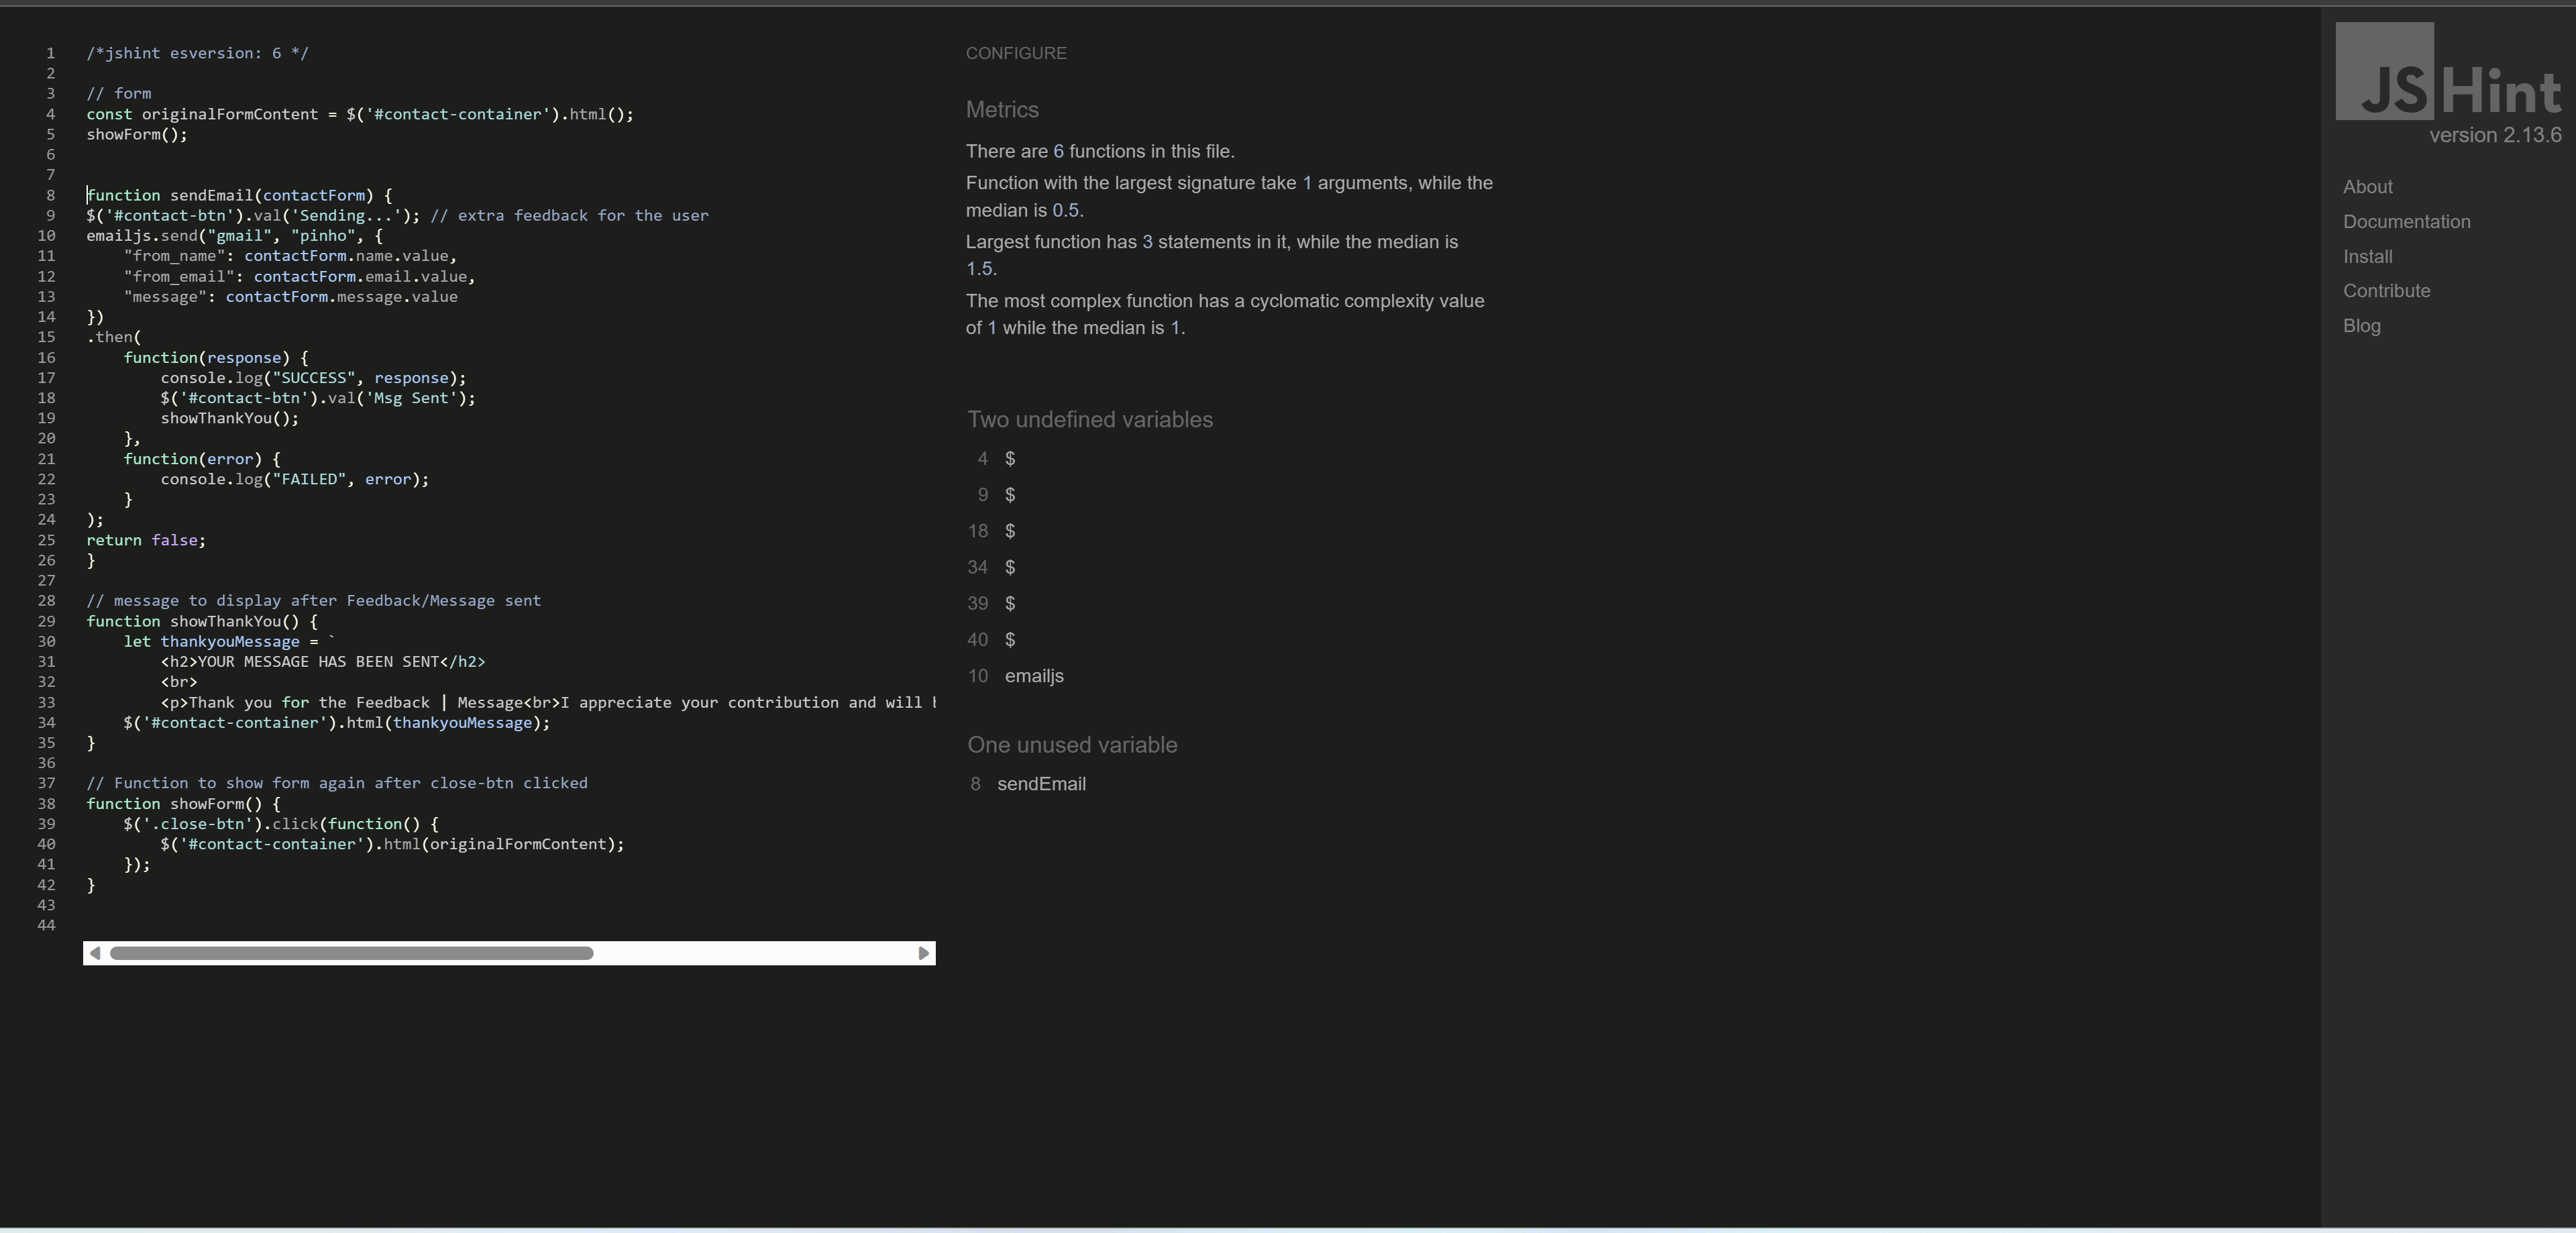 1 /*jshint esversion: 6 */
2
3 // form
4 const originalFormContent = $('#contact-container').html();
5 showForm();
6
7
8 function sendEmail(contactForm) {
9 $('#contact-btn').val('Sending...'); // extra feedback for the user
10 emailjs.send("gmail", "pinho", {
11     "from_name": contactForm.name.value,
12     "from_email": contactForm.email.value,
13     "message": contactForm.message.value
14 })
15 .then(
16     function(response) {
17         console.log("SUCCESS", response);
18         $('#contact-btn').val('Msg Sent');
19         showThankYou();
20     },
21     function(error) {
22         console.log("FAILED", error);
23     }
24 );
25 return false;
26 }
27
28 // message to display after Feedback/Message sent
29 function showThankYou() {
30     let thankyouMessage = `
31         <h2>YOUR MESSAGE HAS BEEN SENT</h2>
32         <br>
33         <p>Thank you for the Feedback | Message<br>I appreciate your contribution and will
34     $('#contact-container').html(thankyouMessage);
35 }
36
37 // Function to show form again after close-btn clicked
38 function showForm() {
39     $('.close-btn').click(function() {
40         $('#contact-container').html(originalFormContent);
41     });
42 }
43
44
CONFIGURE
Metrics
There are 6 functions in this file.
Function with the largest signature take 1 arguments, while the
median is 0.5.
Largest function has 3 statements in it, while the median is
1.5.
The most complex function has a cyclomatic complexity value
of 1 while the median is 1.
Two undefined variables
4 $
9 $
18 $
34 $
39 $
40 $
10 emailjs
One unused variable
8 sendEmail
JSHint
version 2.13.6
About
Documentation
Install
Contribute
Blog